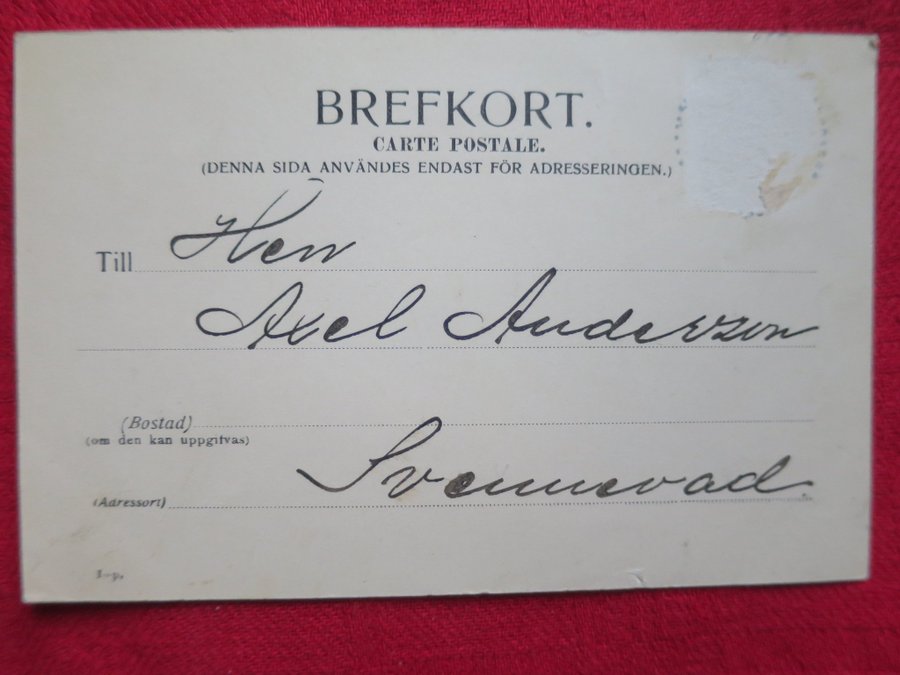 BREFKORT.
CARTE POSTALE.
(DENNA SIDA ANVÄNDES ENDAST FÖR ADRESSERINGEN.)
Till Herr
Axel Anderzon
(Bostad)
(om den kan uppgifvas)
(Adressort) Svennevad.